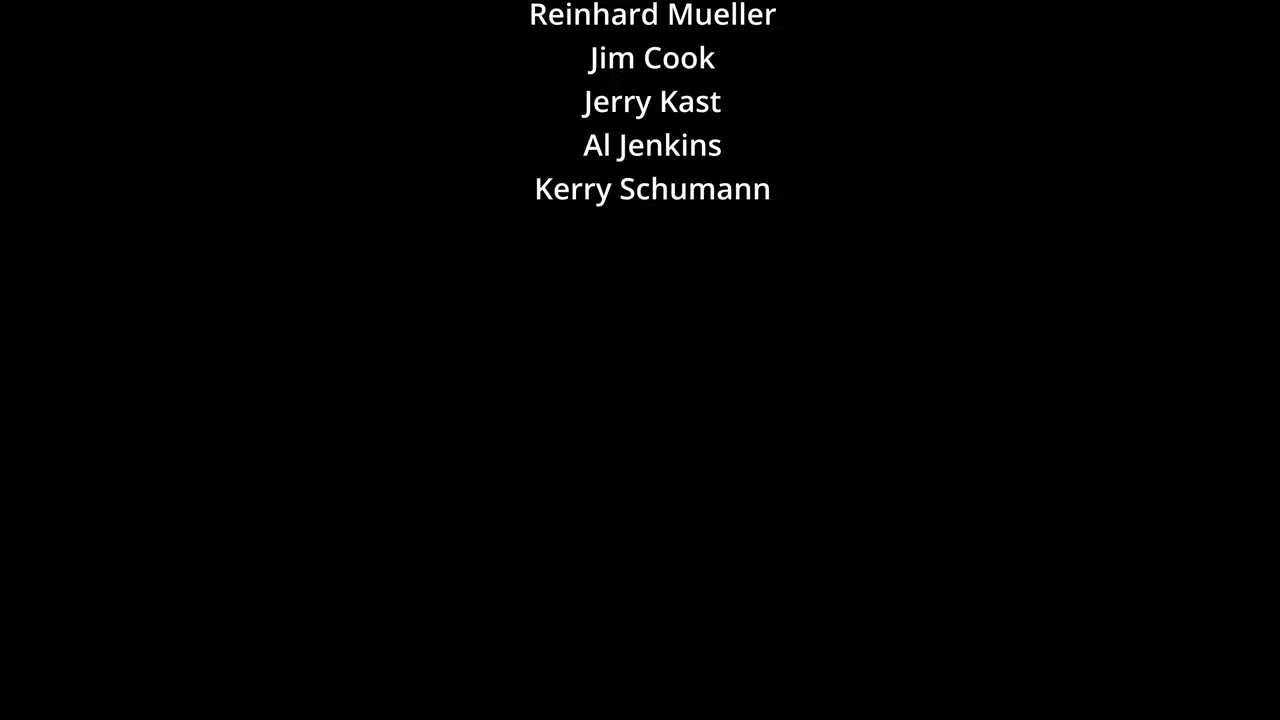 Reinhard Mueller
Jim Cook
Jerry Kast
Al Jenkins
Kerry Schumann